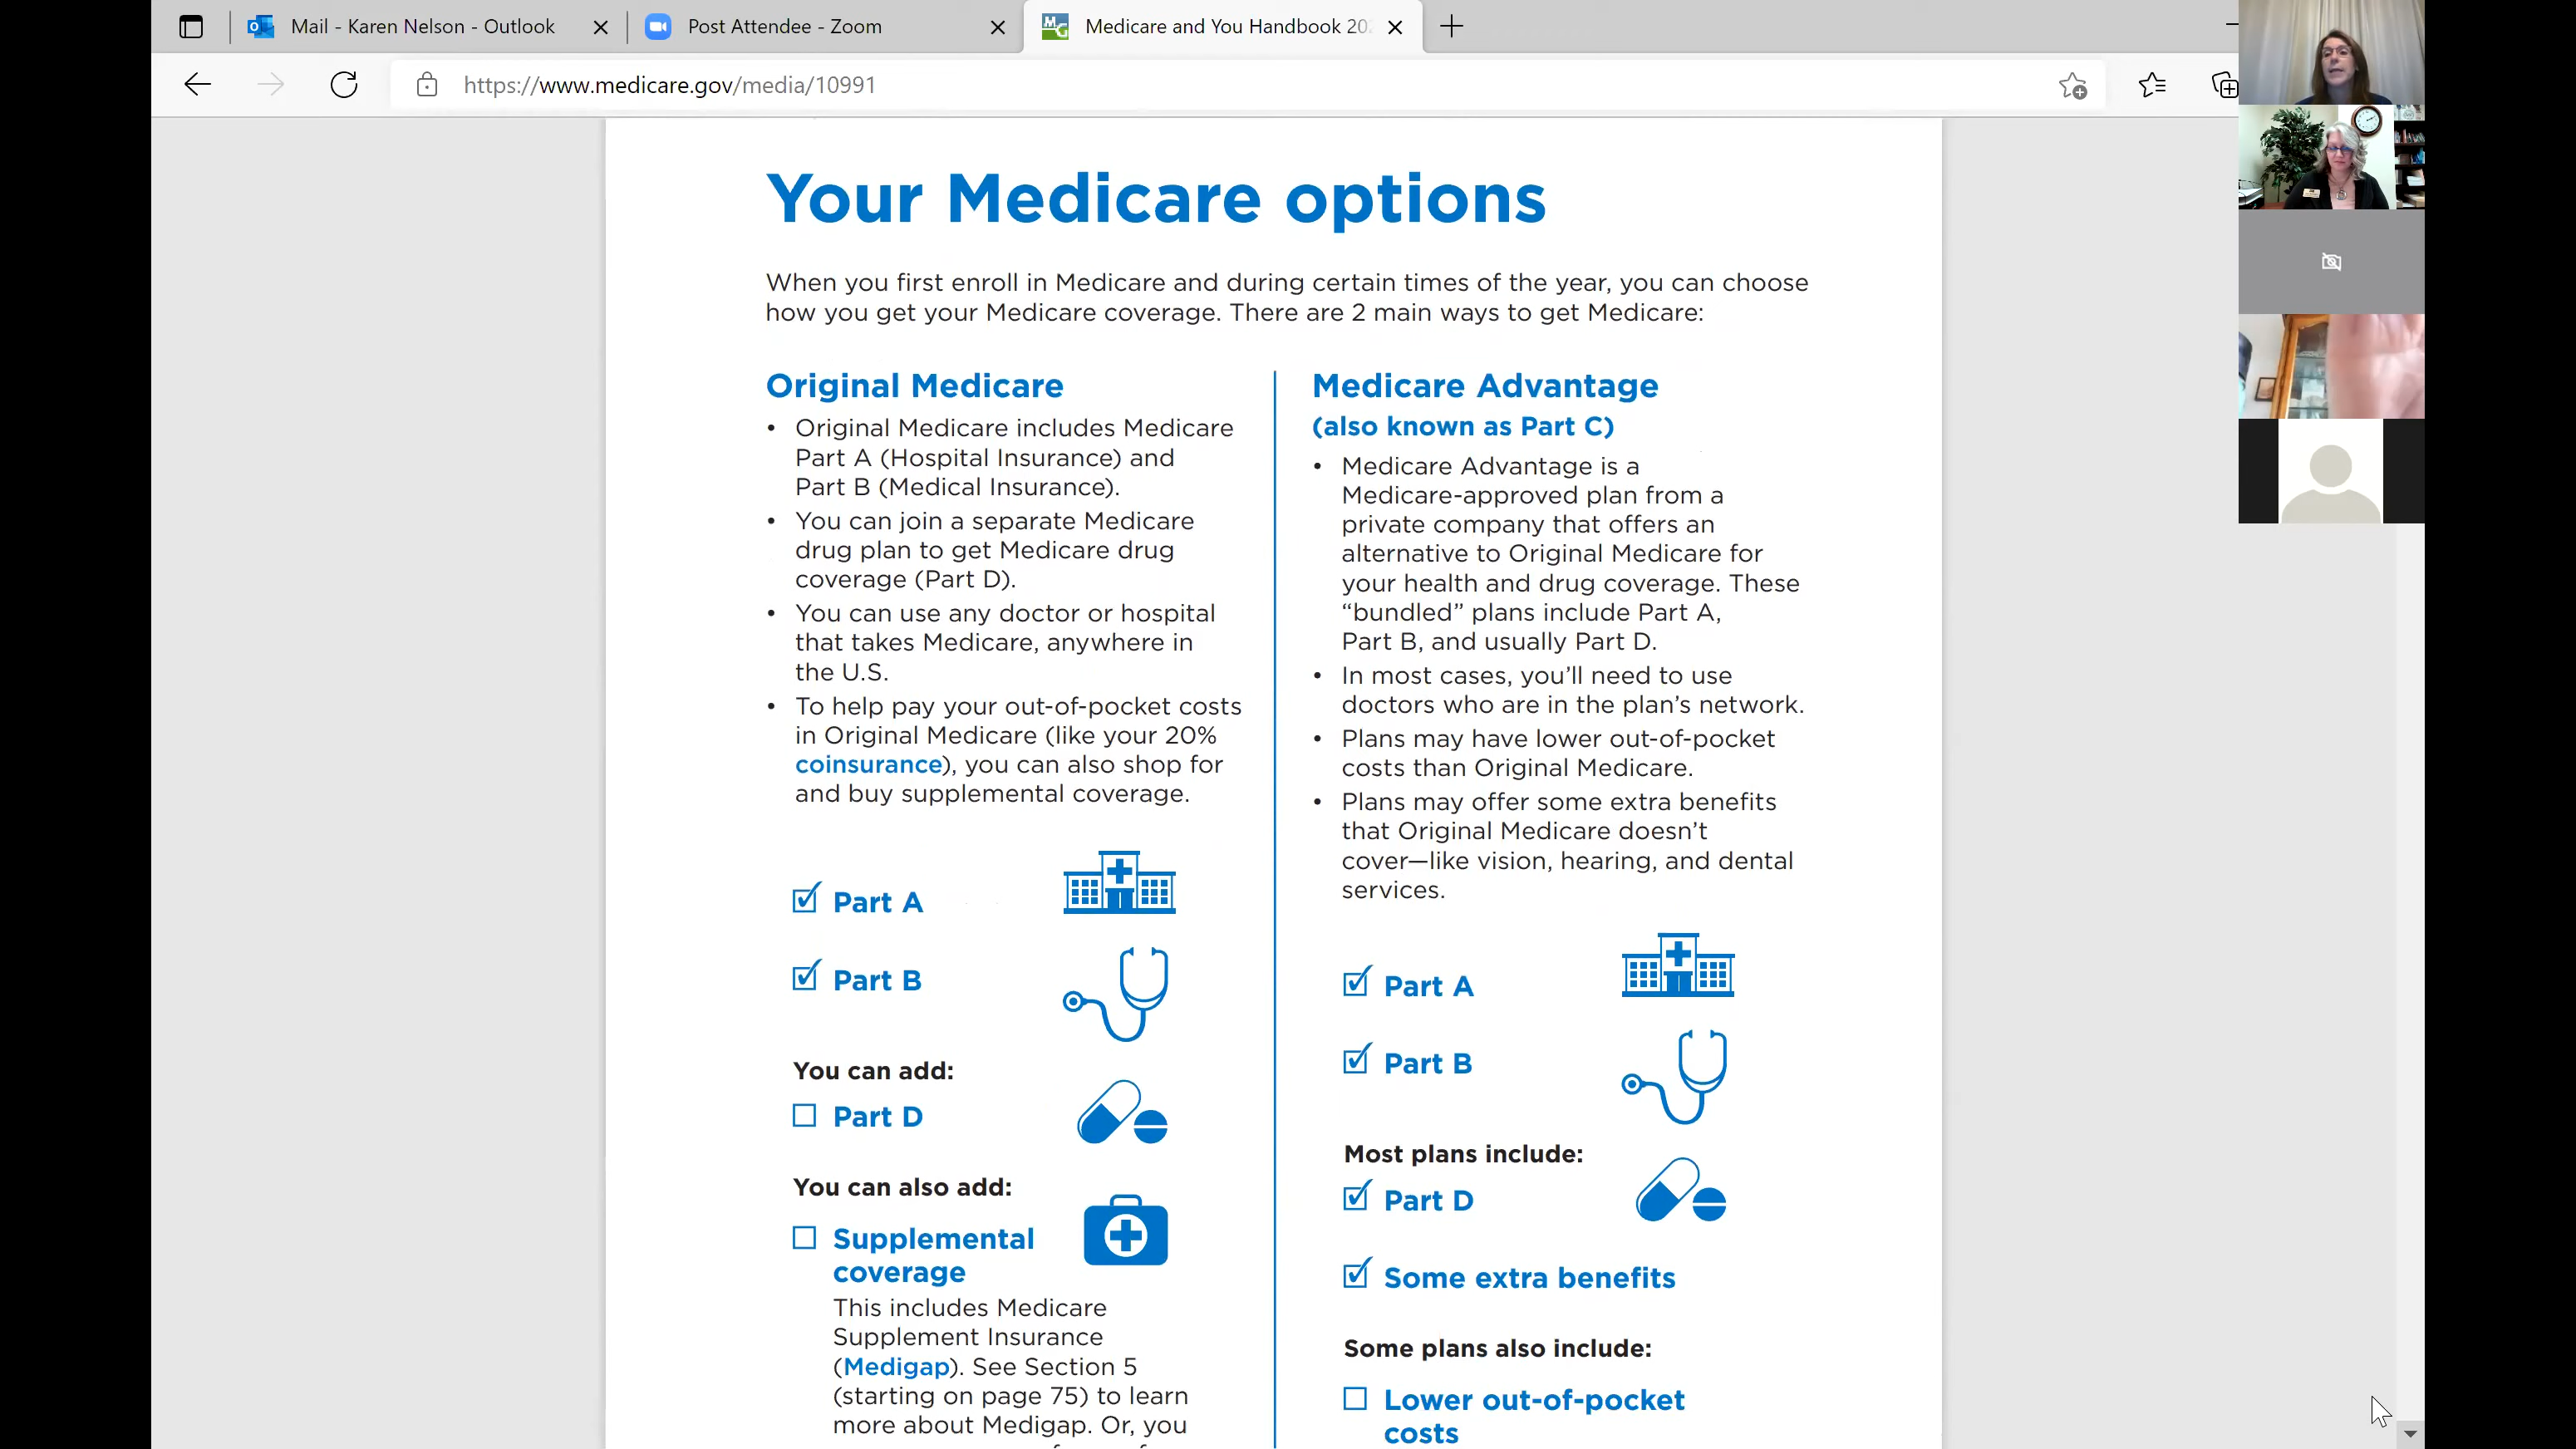 Mail - Karen Nelson - Outlook
Post Attendee - Zoom
Medicare and You Handbook 202
https://www.medicare.gov/media/10991
Your Medicare options
When you first enroll in Medicare and during certain times of the year, you can choose
how you get your Medicare coverage. There are 2 main ways to get Medicare:
Original Medicare
• Original Medicare includes Medicare
Part A (Hospital Insurance) and
Part B (Medical Insurance).
• You can join a separate Medicare
drug plan to get Medicare drug
coverage (Part D).
• You can use any doctor or hospital
that takes Medicare, anywhere in
the U.S.
• To help pay your out-of-pocket costs
in Original Medicare (like your 20%
coinsurance), you can also shop for
and buy supplemental coverage.
Part A
Part B
You can add:
Part D
You can also add:
Supplemental
coverage
This includes Medicare
Supplement Insurance
(Medigap). See Section 5
(starting on page 75) to learn
more about Medigap. Or, you
Medicare Advantage
(also known as Part C)
• Medicare Advantage is a
Medicare-approved plan from a
private company that offers an
alternative to Original Medicare for
your health and drug coverage. These
“bundled” plans include Part A,
Part B, and usually Part D.
• In most cases, you’ll need to use
doctors who are in the plan’s network.
• Plans may have lower out-of-pocket
costs than Original Medicare.
• Plans may offer some extra benefits
that Original Medicare doesn’t
cover—like vision, hearing, and dental
services.
Part A
Part B
Most plans include:
Part D
Some extra benefits
Some plans also include:
Lower out-of-pocket
costs